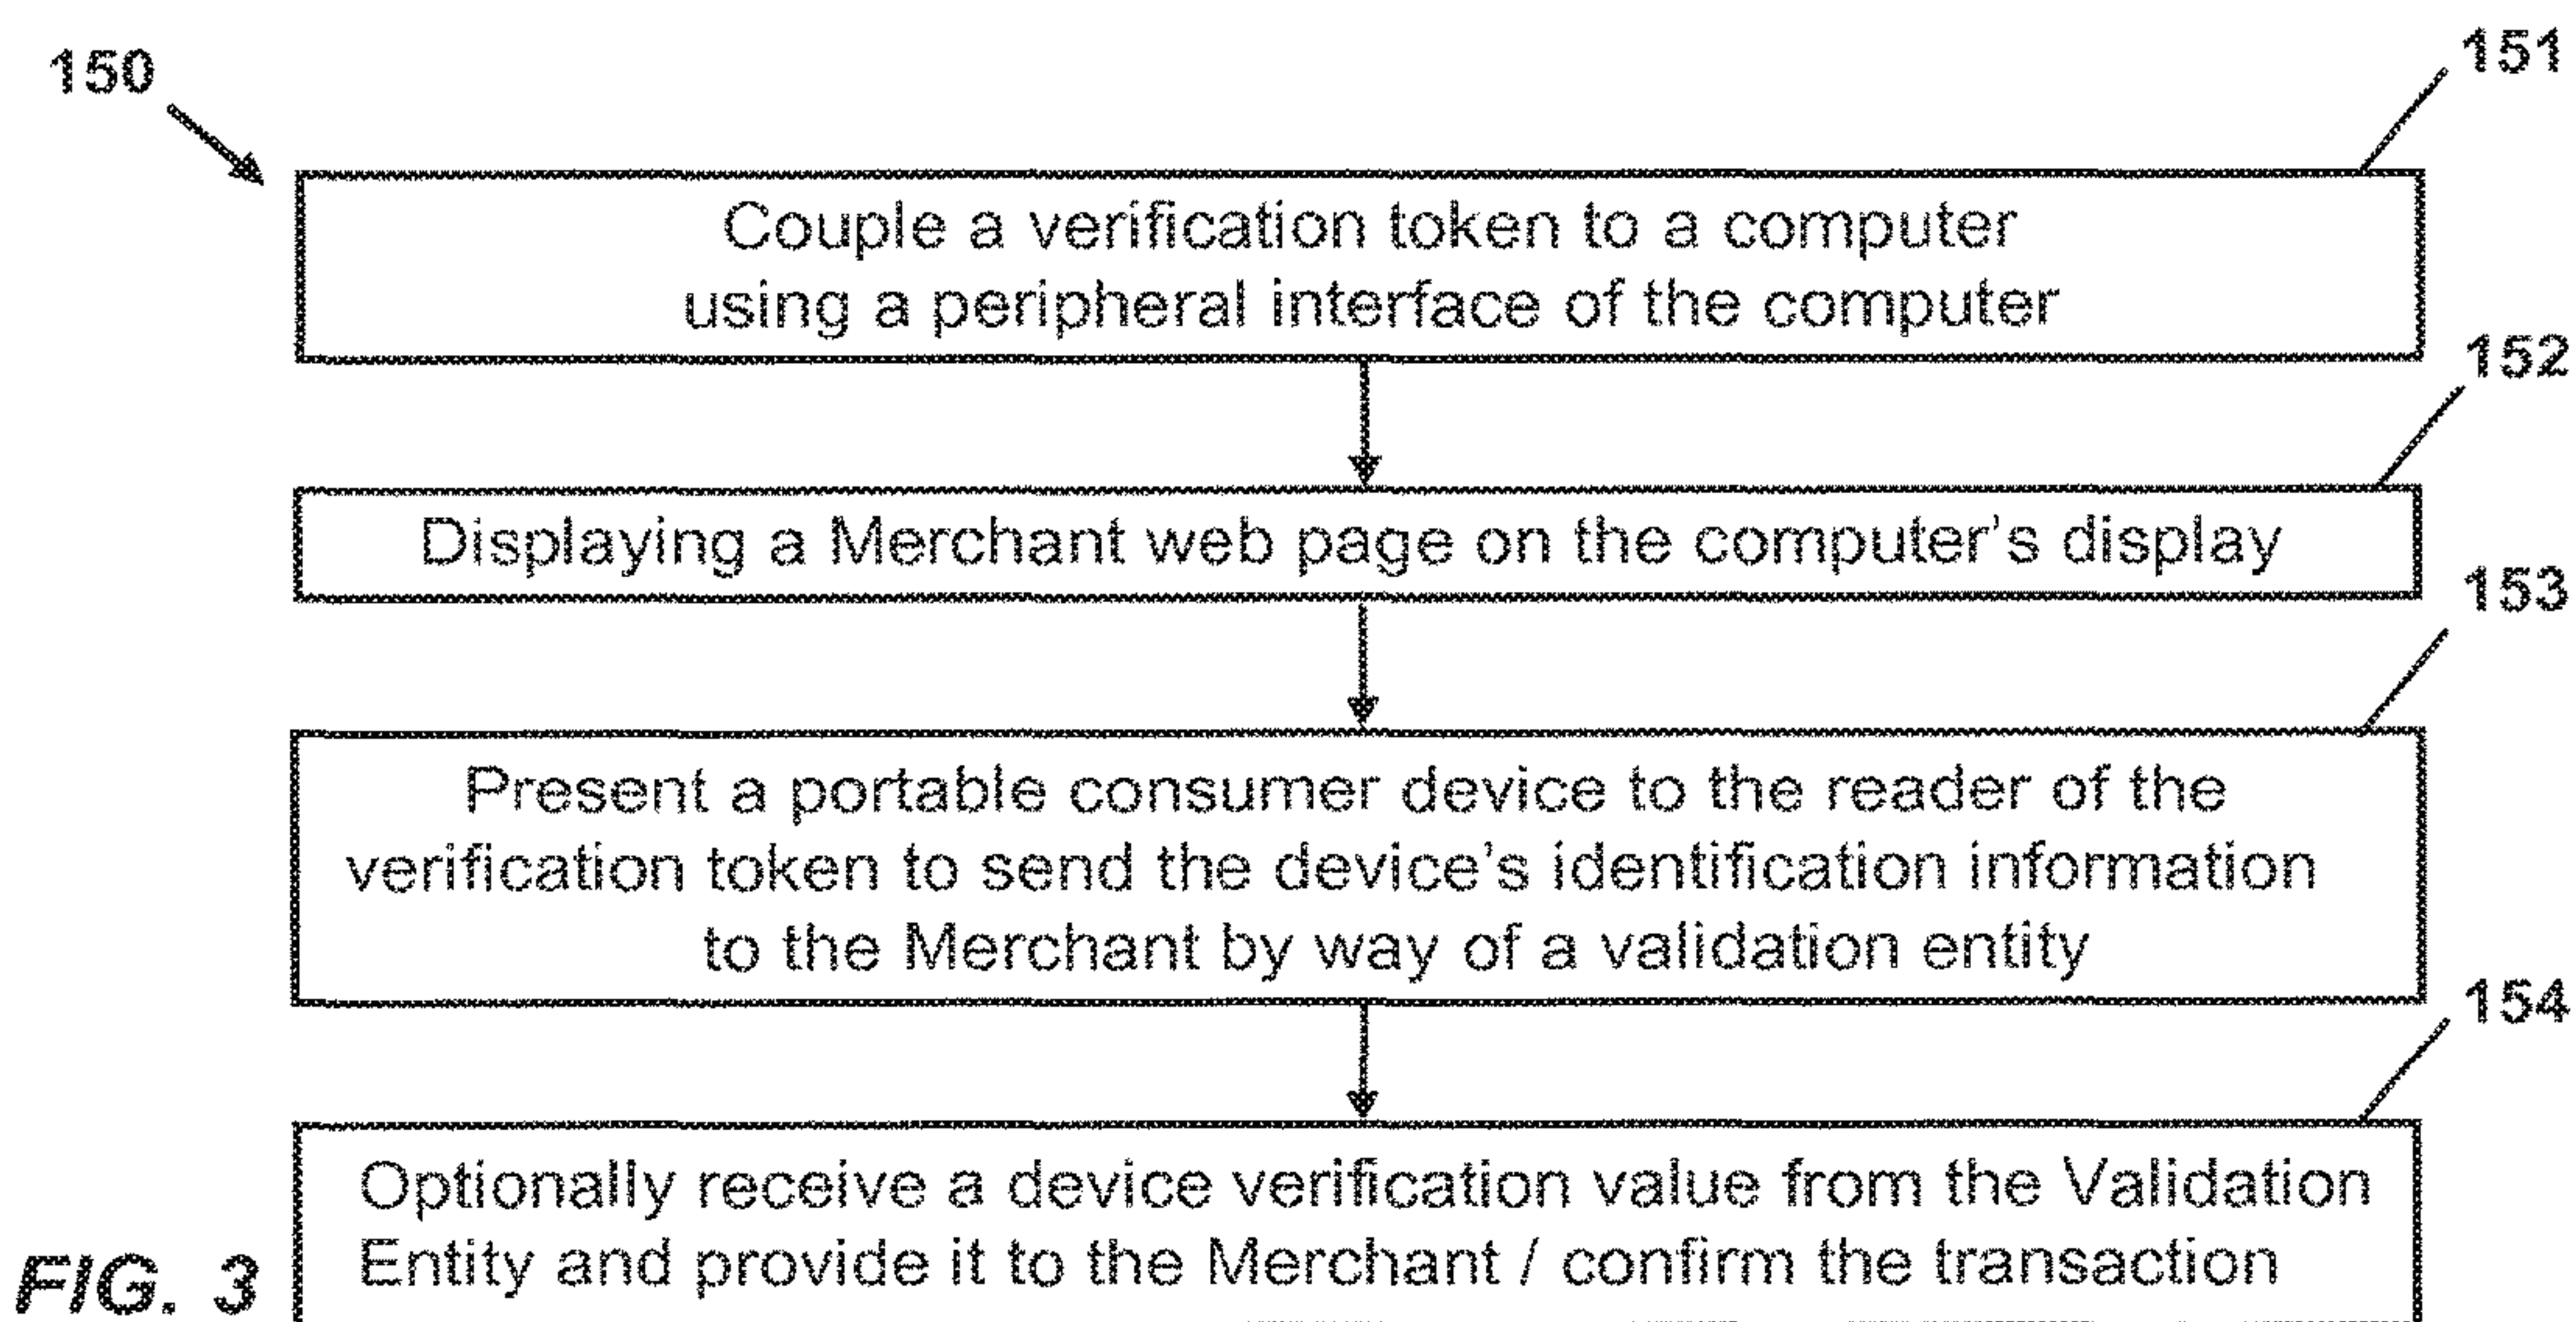 150
151
Couple a verification token to a computer
using a peripheral interface of the computer
152
Displaying a Merchant web page on the computer's display
153
Present a portable consumer device to the reader of the
verification token to send the device's identification information
to the Merchant by way of a validation entity
154
Optionally receive a device verification value from the Validation
Entity and provide it to the Merchant / confirm the transaction
FIG. 3